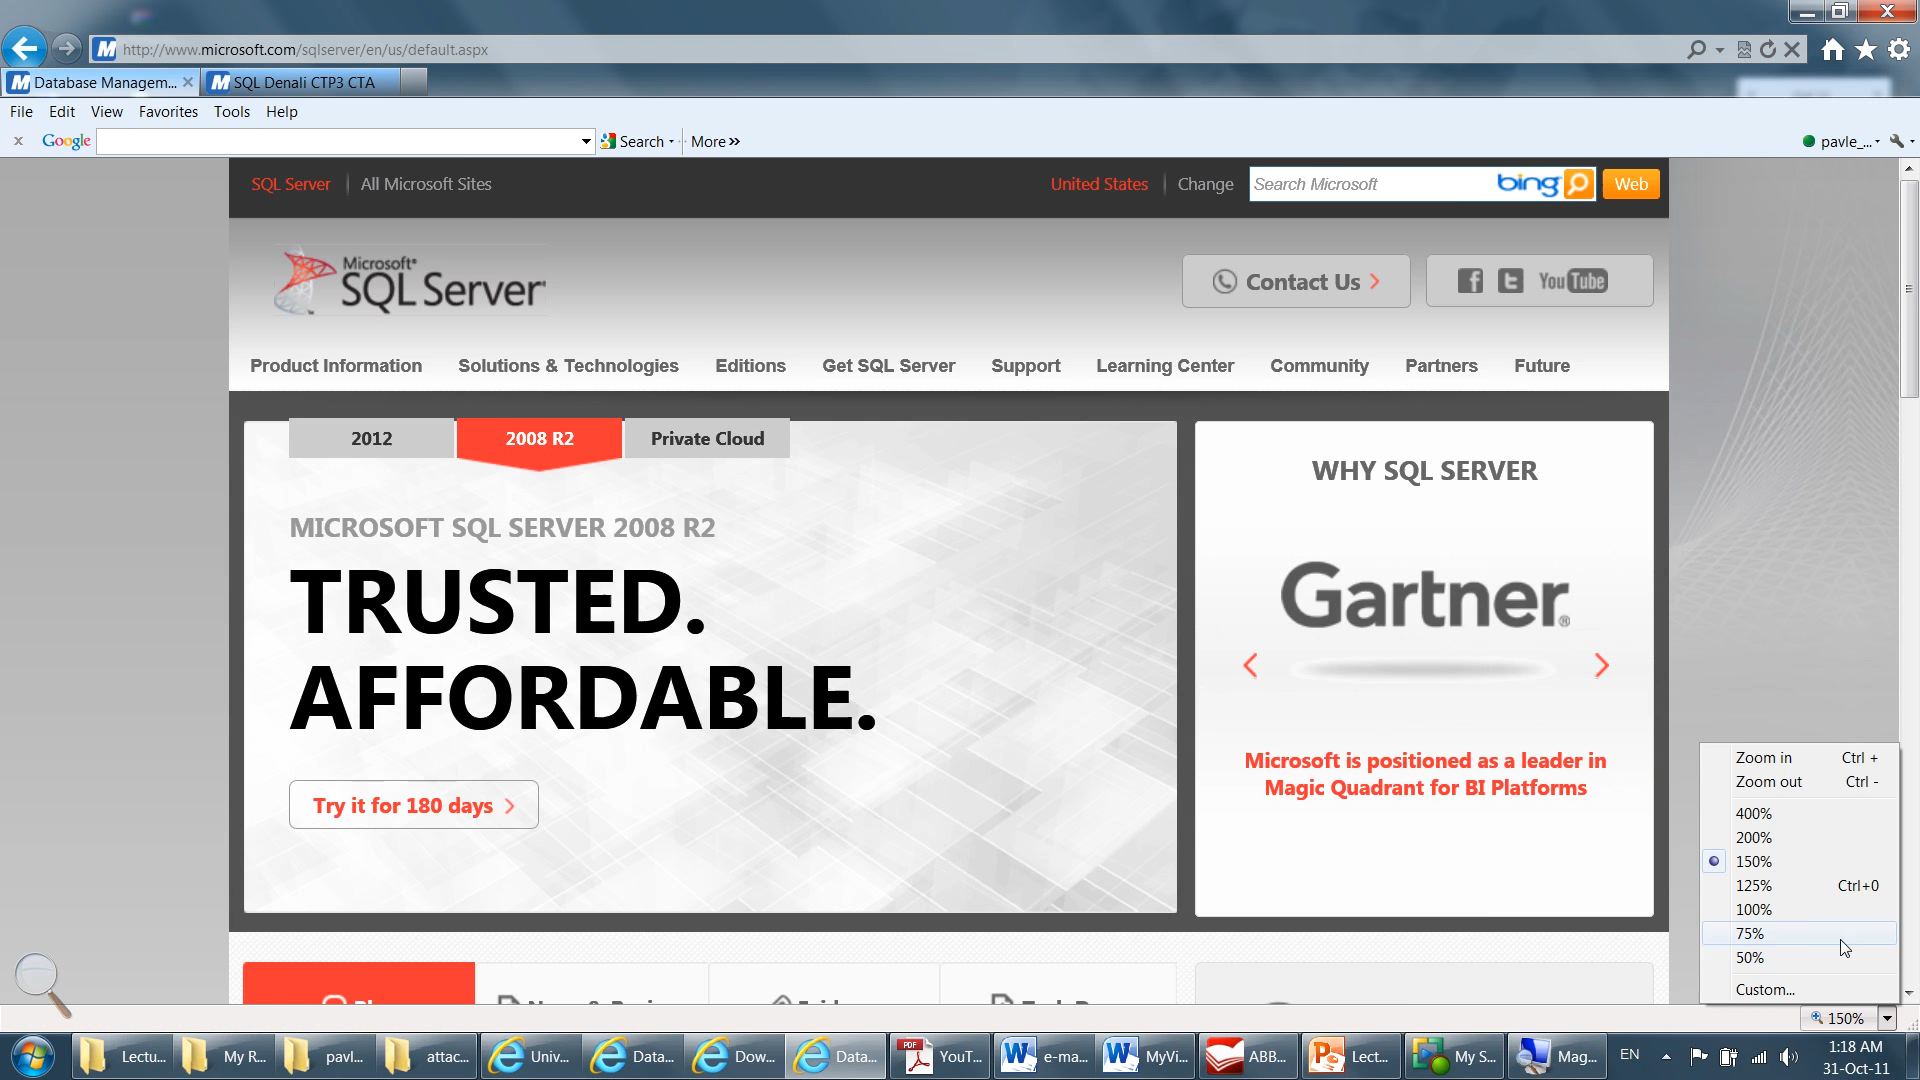 http://www.microsoft.com/sqlserver/en/us/default.aspx
Database Managem... SQL Denali CTP3 CTA
File Edit View Favorites Tools Help
x Google Search More »
pavle_...
SQL Server All Microsoft Sites
United States Change Search Microsoft bing Web
Microsoft®
SQL Server®
Contact Us
You Tube
Product Information Solutions & Technologies Editions Get SQL Server Support Learning Center Community Partners Future
2012 2008 R2 Private Cloud
MICROSOFT SQL SERVER 2008 R2
TRUSTED.
AFFORDABLE.
Try it for 180 days
WHY SQL SERVER
Gartner®
Microsoft is positioned as a leader in
Magic Quadrant for BI Platforms
Zoom in Ctrl +
Zoom out Ctrl -
400%
200%
150%
125% Ctrl+0
100%
75%
50%
Custom...
150%
Lectu... My R... pavl... attac... Univ... Data... Dow... Data... YouT... e-ma... MyVi... ABB... Lect... My S... Mag... EN
1:18 AM
31-Oct-11